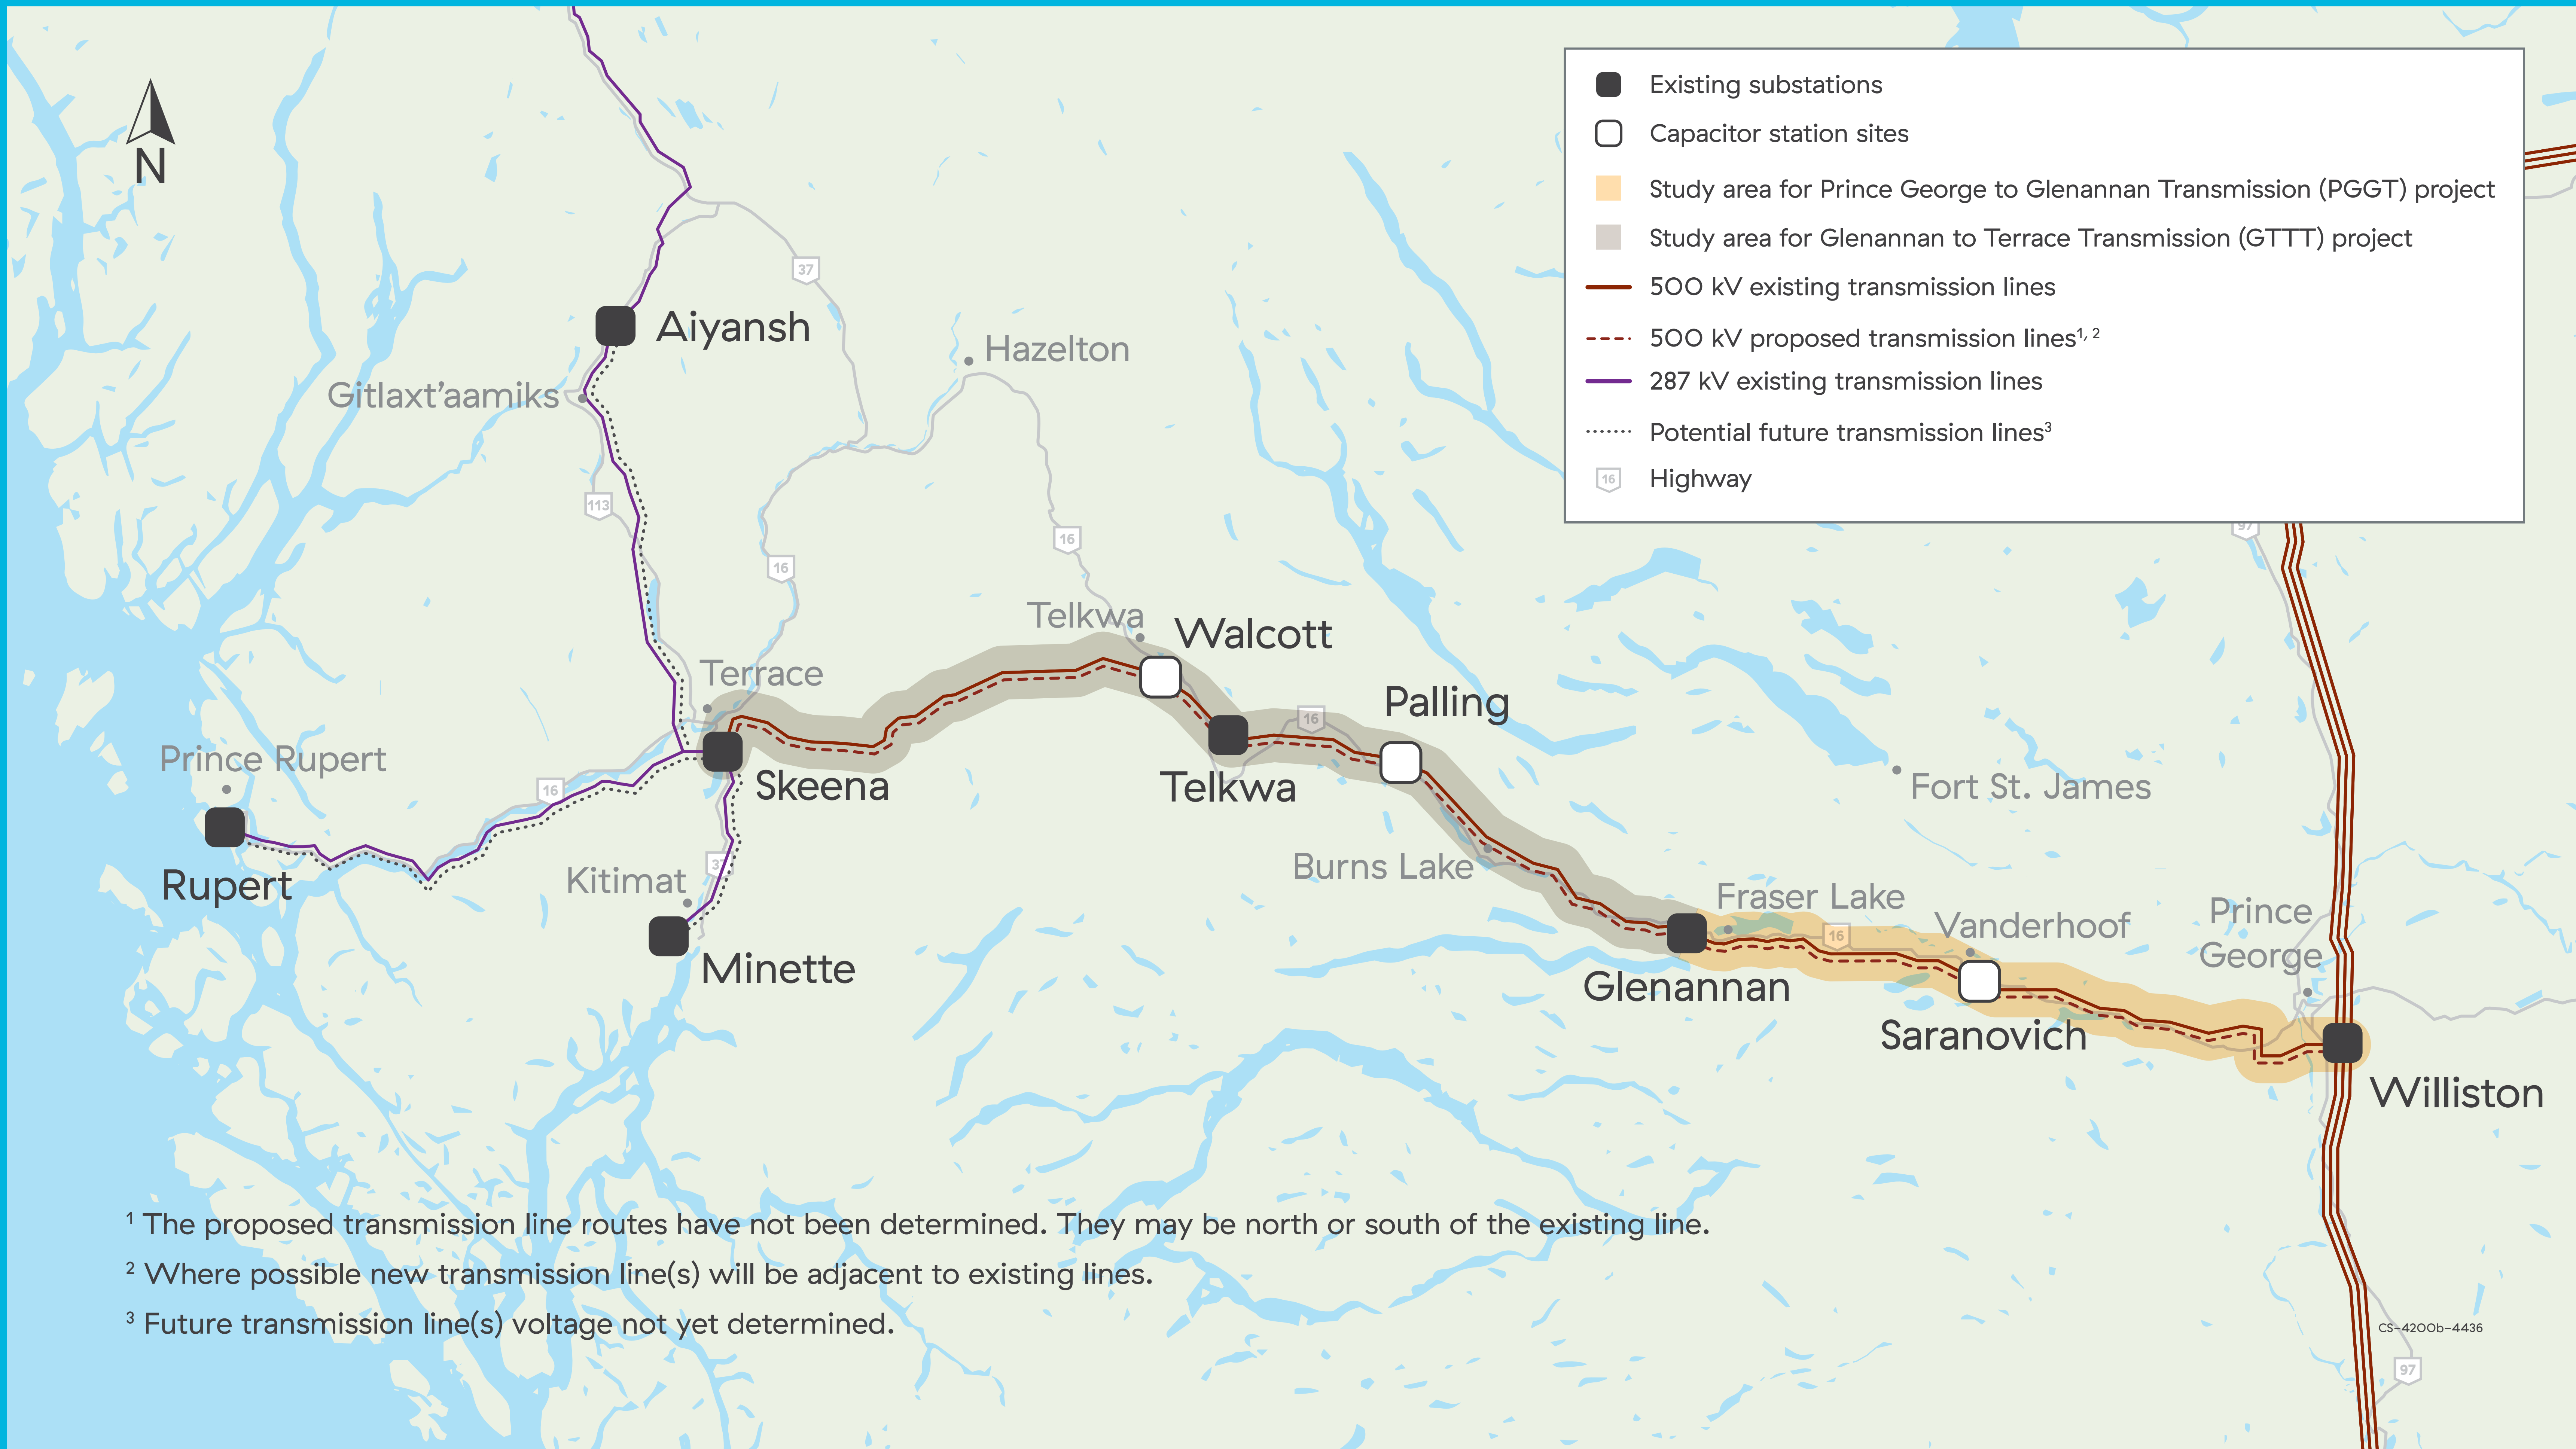 N
Existing substations
Capacitor station sites
Study area for Prince George to Glenannan Transmission (PGGT) project
Study area for Glenannan to Terrace Transmission (GTTT) project
500 kV existing transmission lines
500 kV proposed transmission lines1, 2
287 kV existing transmission lines
Potential future transmission lines3
16 Highway
37
Aiyansh
Hazelton
Gitlaxt'aamiks
113
16
16
97
Telkwa
Walcott
Terrace
Palling
16
Prince Rupert
16
Skeena
Telkwa
Fort St. James
Rupert
Kitimat
37
Burns Lake
Minette
Fraser Lake
16
Vanderhoof
Prince
George
Glenannan
Saranovich
Williston
1 The proposed transmission line routes have not been determined. They may be north or south of the existing line.
2 Where possible new transmission line(s) will be adjacent to existing lines.
3 Future transmission line(s) voltage not yet determined.
CS-4200b-4436
97